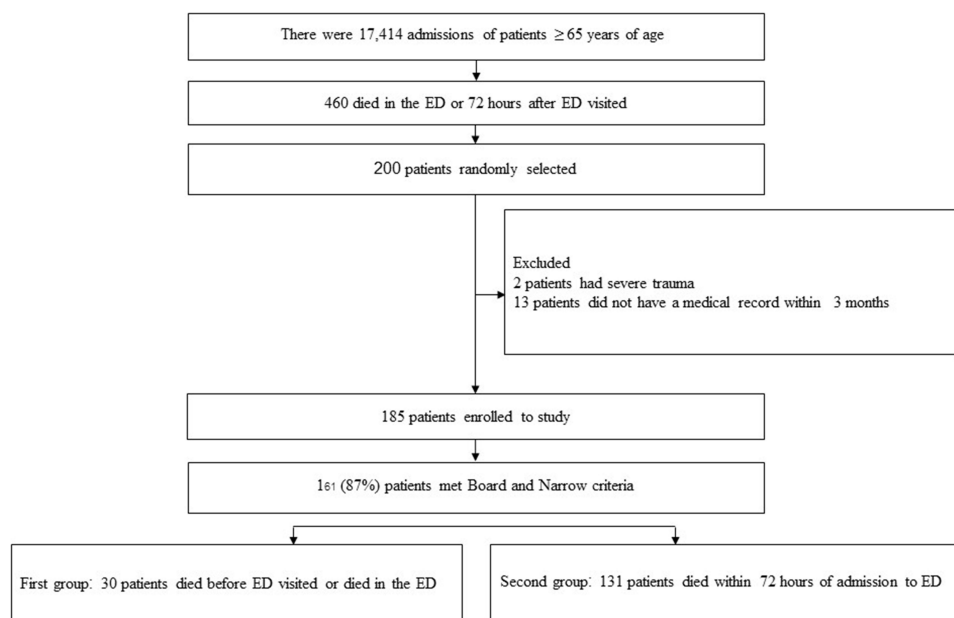 There were 17,414 admissions of patients ≥ 65 years of age
460 died in the ED or 72 hours after ED visited
200 patients randomly selected
Excluded
2 patients had severe trauma
13 patients did not have a medical record within 3 months
185 patients enrolled to study
161 (87%) patients met Board and Narrow criteria
First group: 30 patients died before ED visited or died in the ED
Second group: 131 patients died within 72 hours of admission to ED